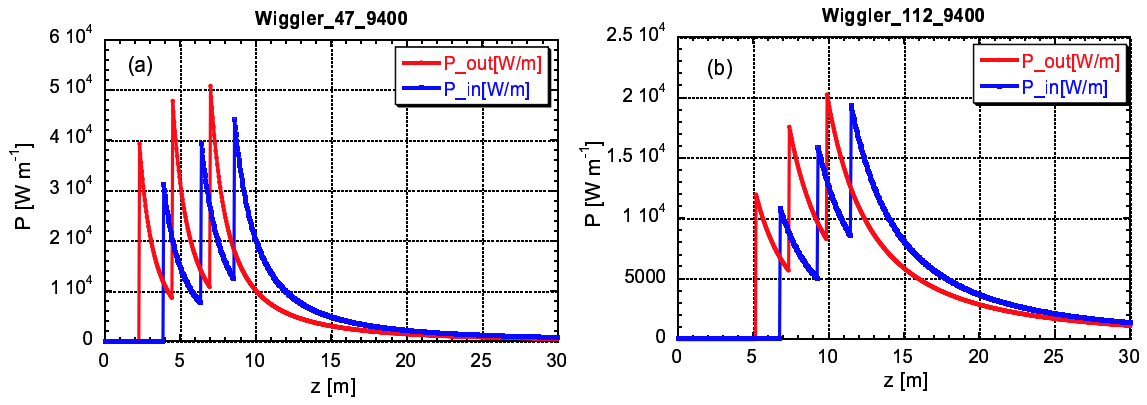 Wiggler_47_9400
(a)
P_out[W/m]
P_in[W/m]
6 10⁴
5 10⁴
4 10⁴
3 10⁴
2 10⁴
1 10⁴
0
P [W m⁻¹]
0 5 10 15 20 25 30
z [m]
Wiggler_112_9400
(b)
P_out[W/m]
P_in[W/m]
2.5 10⁴
2 10⁴
1.5 10⁴
1 10⁴
5000
0
P [W m⁻¹]
0 5 10 15 20 25 30
z [m]